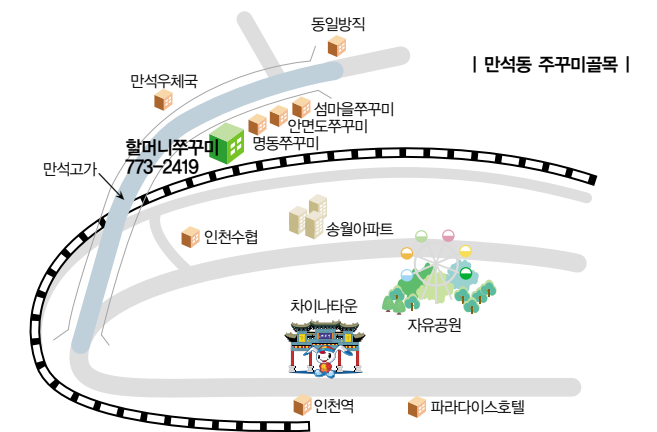 동일방직
| 만석동 주꾸미골목 |
만석우체국
섬마을쭈꾸미
안면도쭈꾸미
명동쭈꾸미
할머니쭈꾸미
773-2419
만석고가
인천수협
송월아파트
차이나타운
자유공원
인천역
파라다이스호텔